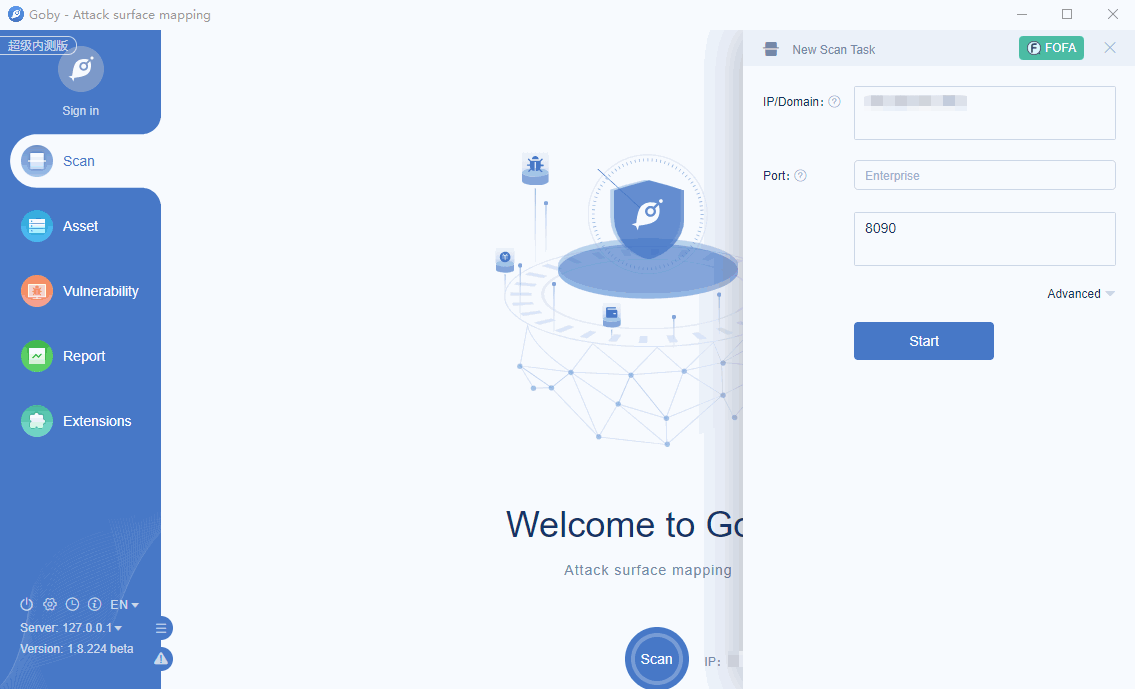 Goby - Attack surface mapping
超级内测版
Sign in
Scan
Asset
Vulnerability
Report
Extensions
EN
Server: 127.0.0.1
Version: 1.8.224 beta
Welcome to Go
Attack surface mapping
Scan
IP:
New Scan Task
FOFA
IP/Domain:
Port:
Enterprise
8090
Advanced
Start